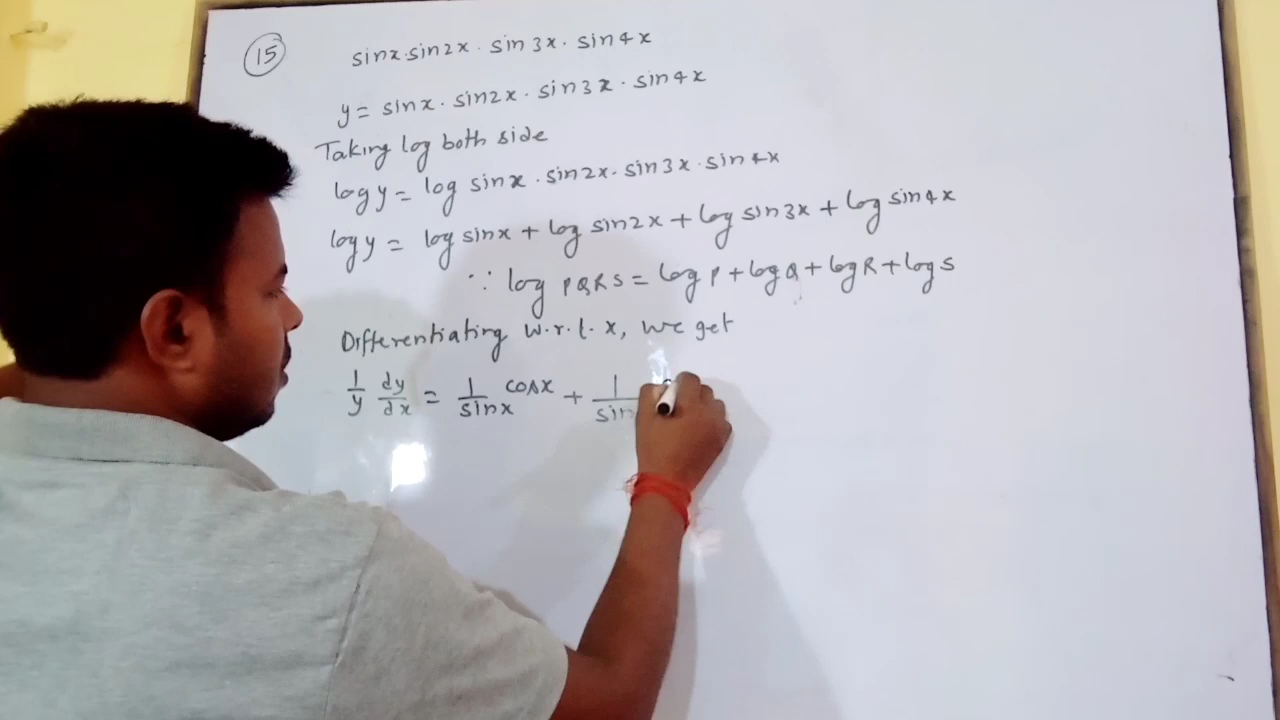 15 sinx.sin2x. sin3x. sin4x
y = sinx. sin2x. sin3x. sin4x
Taking log both side
log y = log sinx. sin2x. sin3x. sin4x
log y = log sinx + log sin2x + log sin3x + log sin4x
∵ log PQRS = log P + log Q + log R + log S
Differentiating w.r.t. x, we get
1/y dy/dx = 1/sinx cosx + 1/sin